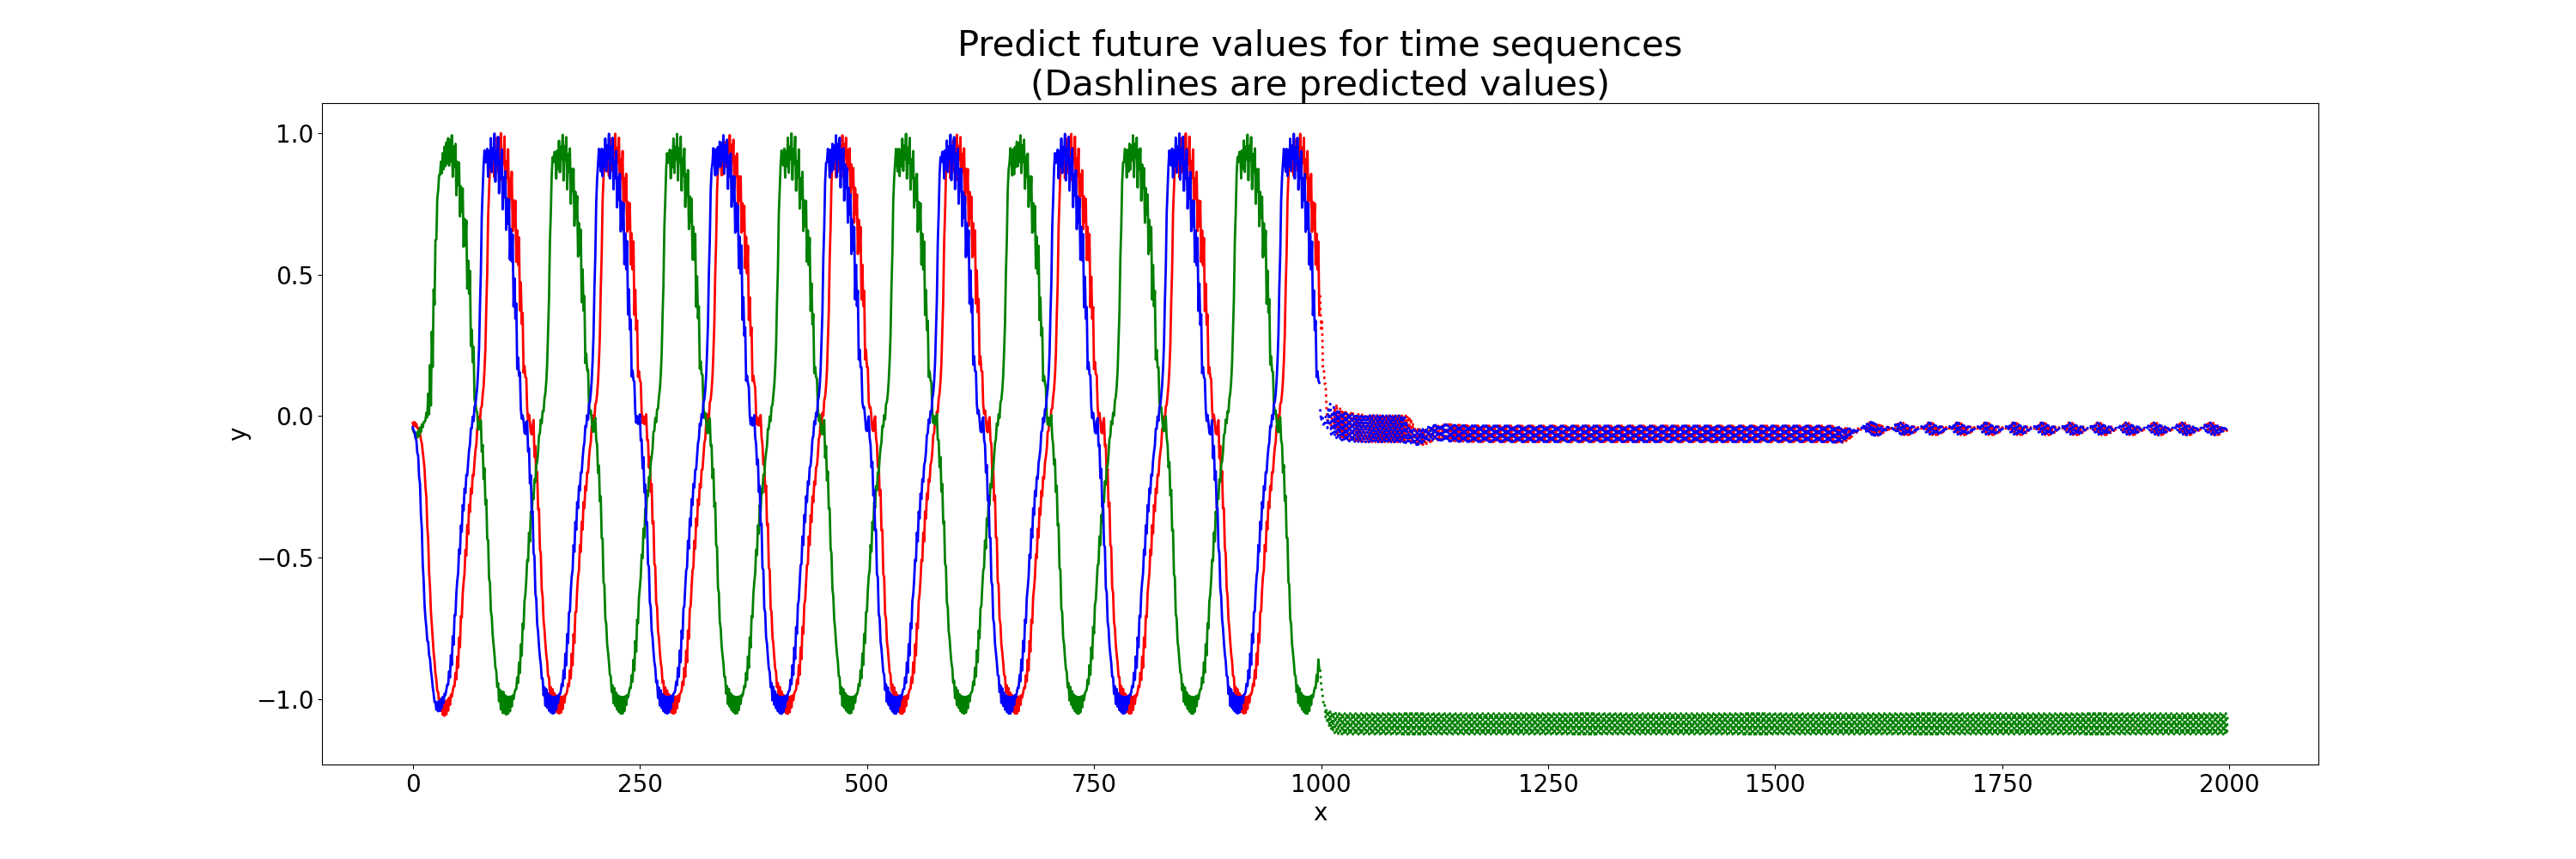 Predict future values for time sequences
(Dashlines are predicted values)
1.0
0.5
0.0
−0.5
−1.0
y
0 250 500 750 1000 1250 1500 1750 2000
x